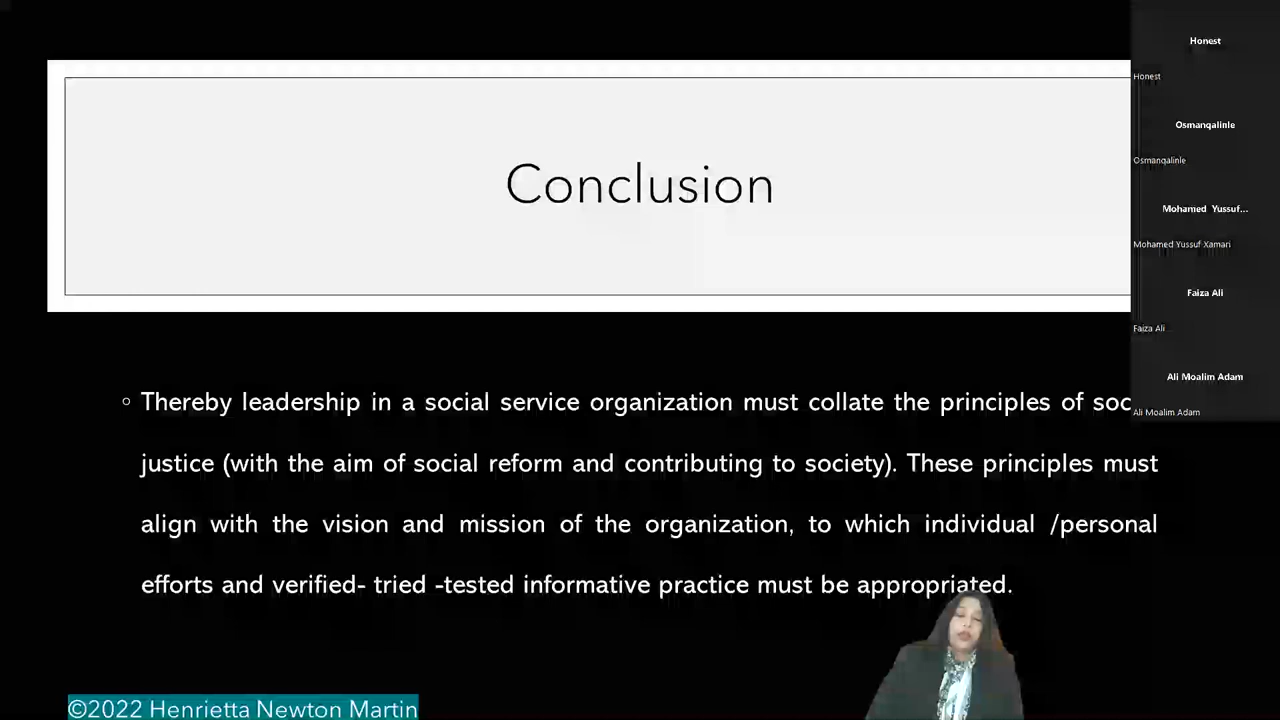 Conclusion
Thereby leadership in a social service organization must collate the principles of soc
justice (with the aim of social reform and contributing to society). These principles must
align with the vision and mission of the organization, to which individual /personal
efforts and verified- tried -tested informative practice must be appropriated.
©2022 Henrietta Newton Martin
Honest
Honest
Osmanqalinle
Osmanqalinle
Mohamed Yussuf...
Mohamed Yussuf Xamari
Faiza Ali
Faiza Ali
Ali Moalim Adam
Ali Moalim Adam